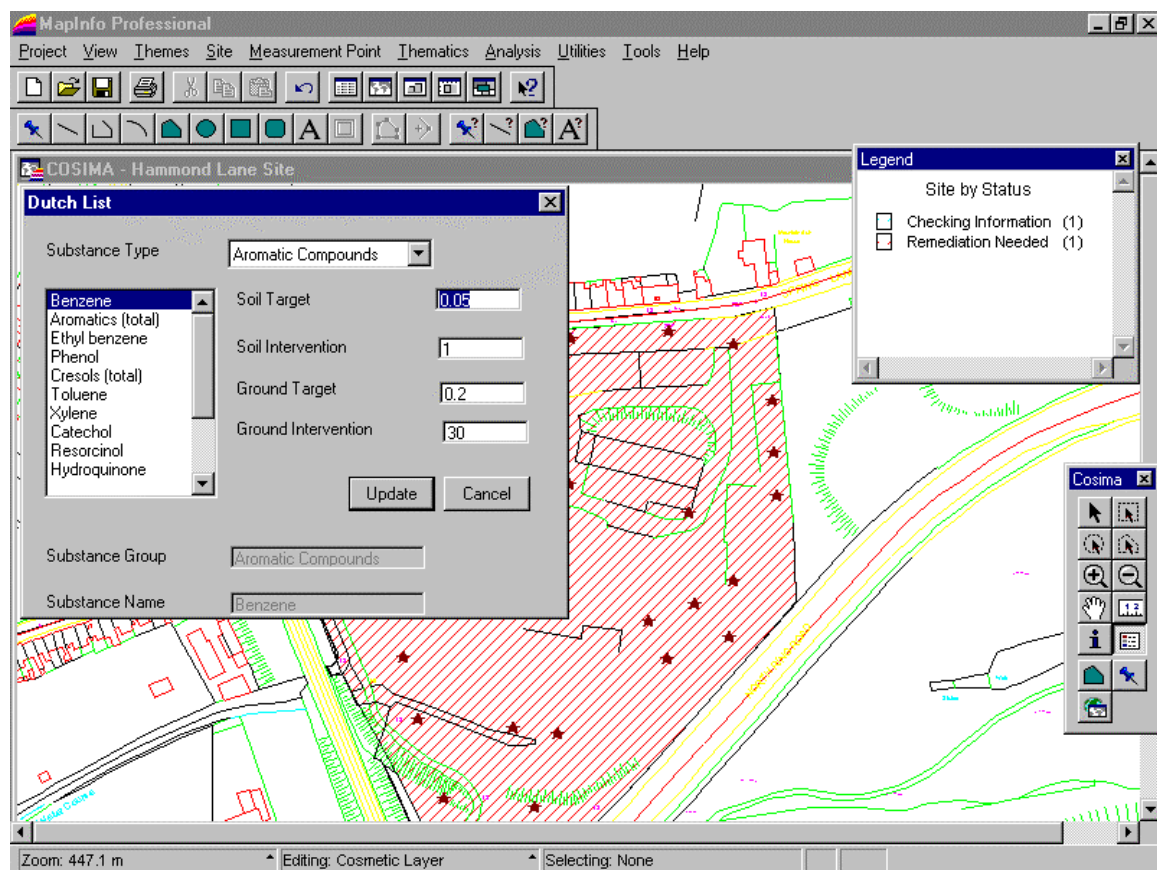 MapInfo Professional
Project View Themes Site Measurement Point Thematics Analysis Utilities Tools Help
A A?
COSIMA - Hammond Lane Site
Legend
Site by Status
Checking Information (1)
Remediation Needed (1)
Dutch List
Substance Type
Aromatic Compounds
Benzene
Aromatics (total)
Ethyl benzene
Phenol
Cresols (total)
Toluene
Xylene
Catechol
Resorcinol
Hydroquinone
Soil Target 0.05
Soil Intervention 1
Ground Target 0.2
Ground Intervention 30
Update Cancel
Substance Group Aromatic Compounds
Substance Name Benzene
Cosima
1 2
i
Zoom: 447.1 m Editing: Cosmetic Layer Selecting: None